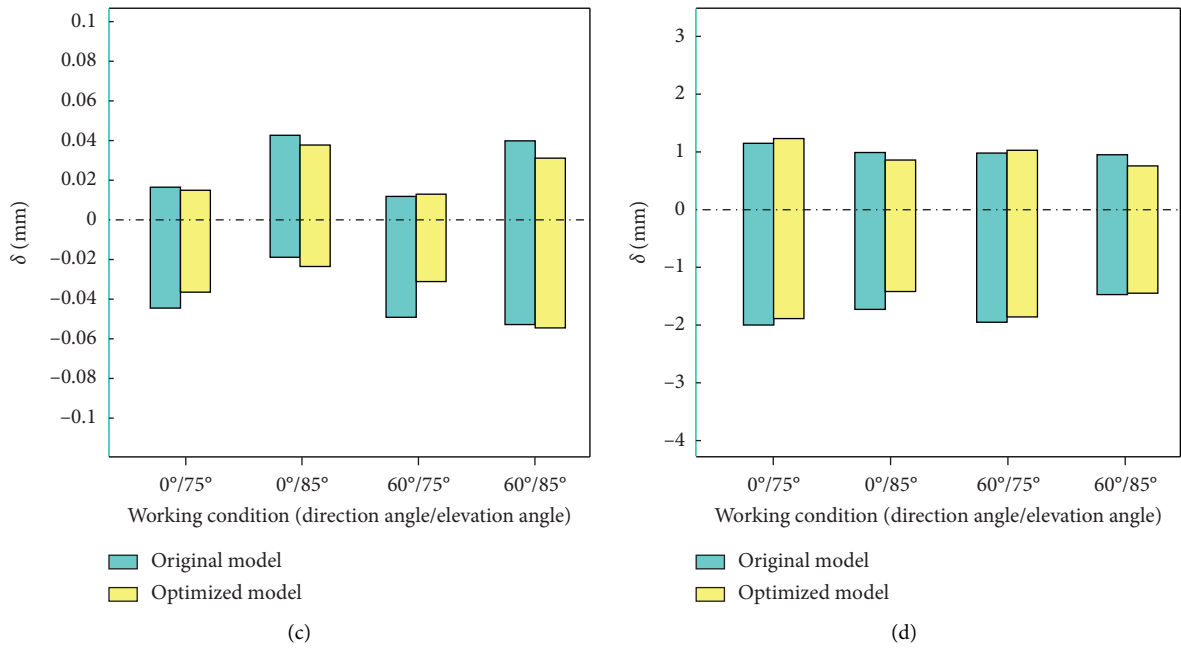 0.1
0.08
0.06
0.04
0.02
0
–0.02
–0.04
–0.06
–0.08
–0.1
δ (mm)
0°/75°
0°/85°
60°/75°
60°/85°
Working condition (direction angle/elevation angle)
Original model
Optimized model
(c)
3
2
1
0
–1
–2
–3
–4
δ (mm)
0°/75°
0°/85°
60°/75°
60°/85°
Working condition (direction angle/elevation angle)
Original model
Optimized model
(d)